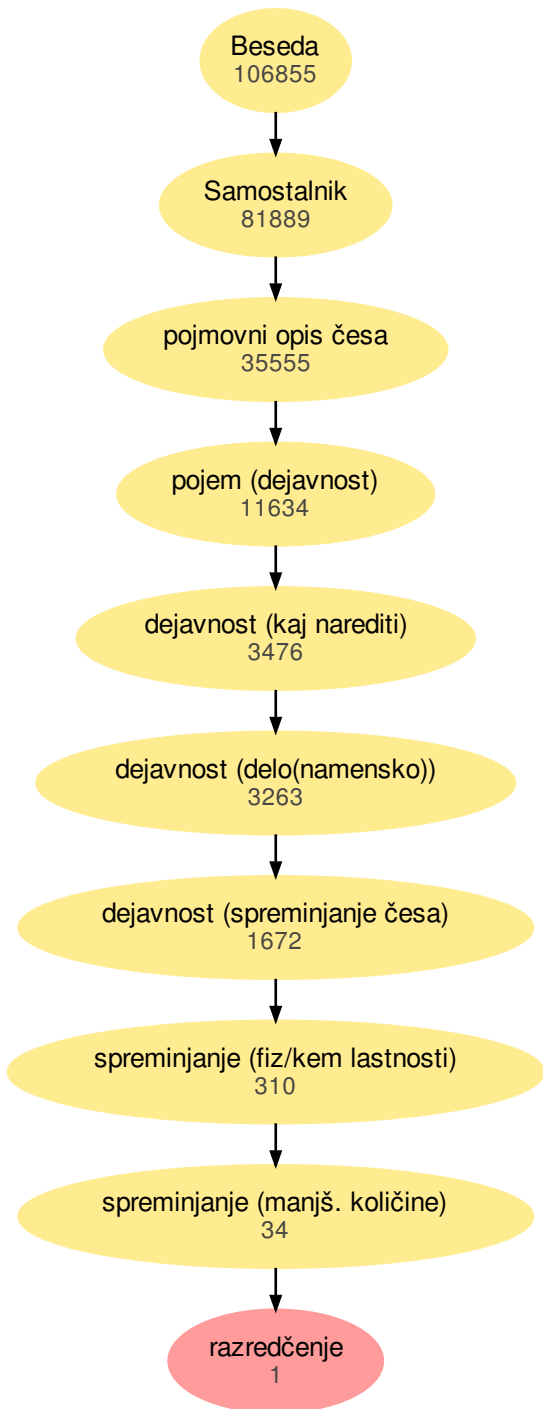 Beseda
106855
Samostalnik
81889
pojmovni opis česa
35555
pojem (dejavnost)
11634
dejavnost (kaj narediti)
3476
dejavnost (delo(namensko))
3263
dejavnost (spreminjanje česa)
1672
spreminjanje (fiz/kem lastnosti)
310
spreminjanje (manjš. količine)
34
razredčenje
1